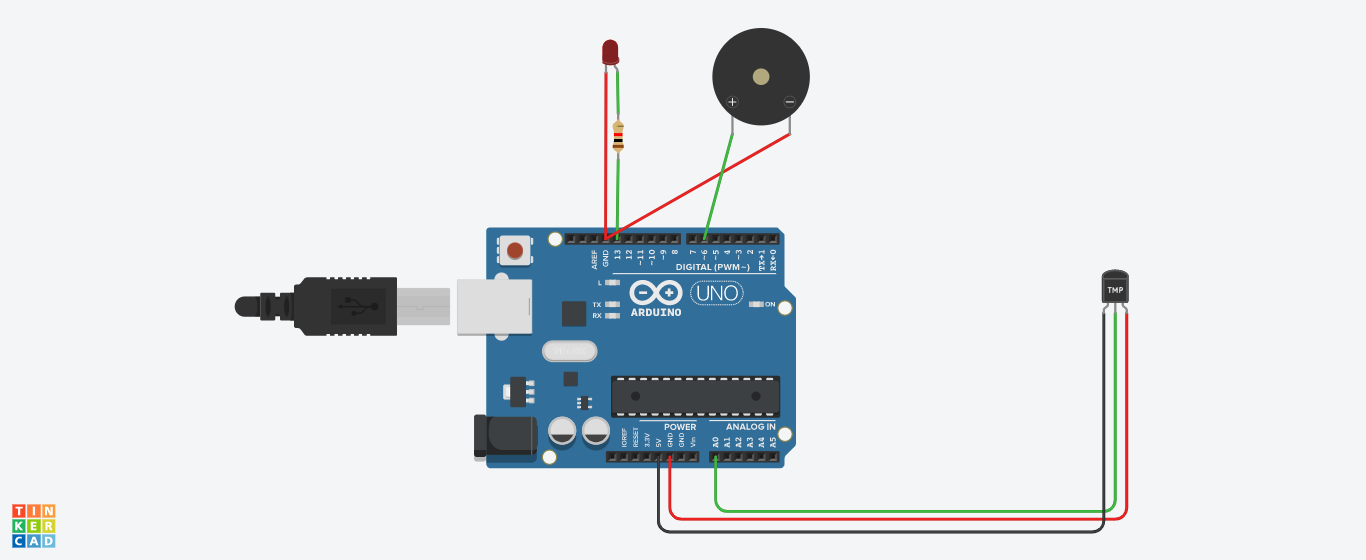 AREF
GND
13
12
~11
~10
~9
8
7
~6
~5
4
~3
2
TX→1
RX←0
DIGITAL (PWM~)
L
TX
RX
ARDUINO
UNO
ON
TMP
POWER
ANALOG IN
IOREF
RESET
3.3V
5V
GND
GND
Vin
A0
A1
A2
A3
A4
A5
TIN
KER
CAD